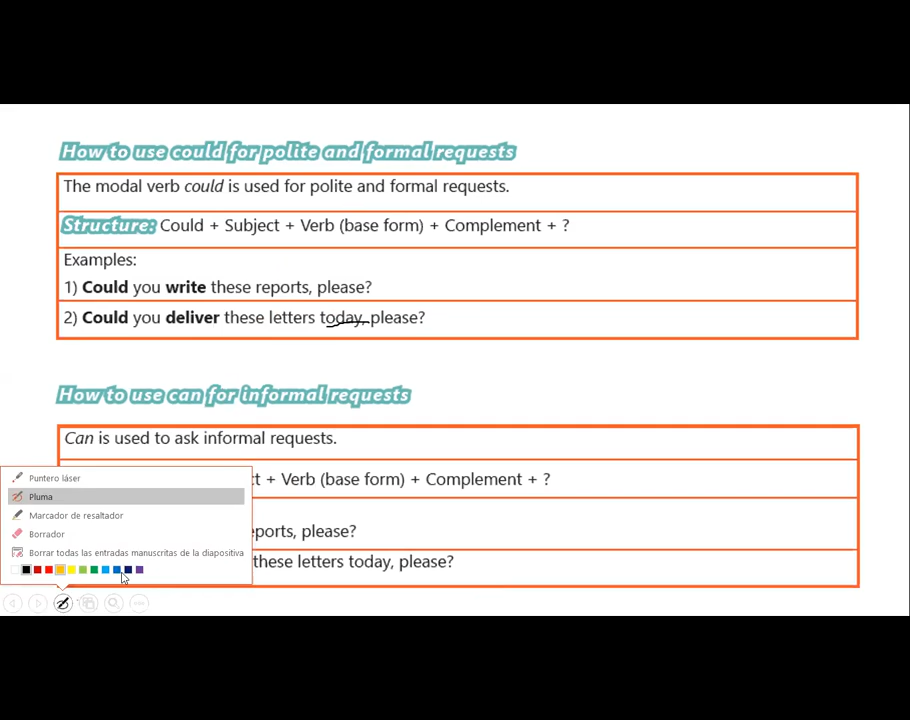 How to use could for polite and formal requests
The modal verb could is used for polite and formal requests.
Structure: Could + Subject + Verb (base form) + Complement + ?
Examples:
1) Could you write these reports, please?
2) Could you deliver these letters today, please?
How to use can for informal requests
Can is used to ask informal requests.
+ Verb (base form) + Complement + ?
please?
these letters today, please?
Puntero láser
Pluma
Marcador de resaltador
Borrador
Borrar todas las entradas manuscritas de la diapositiva